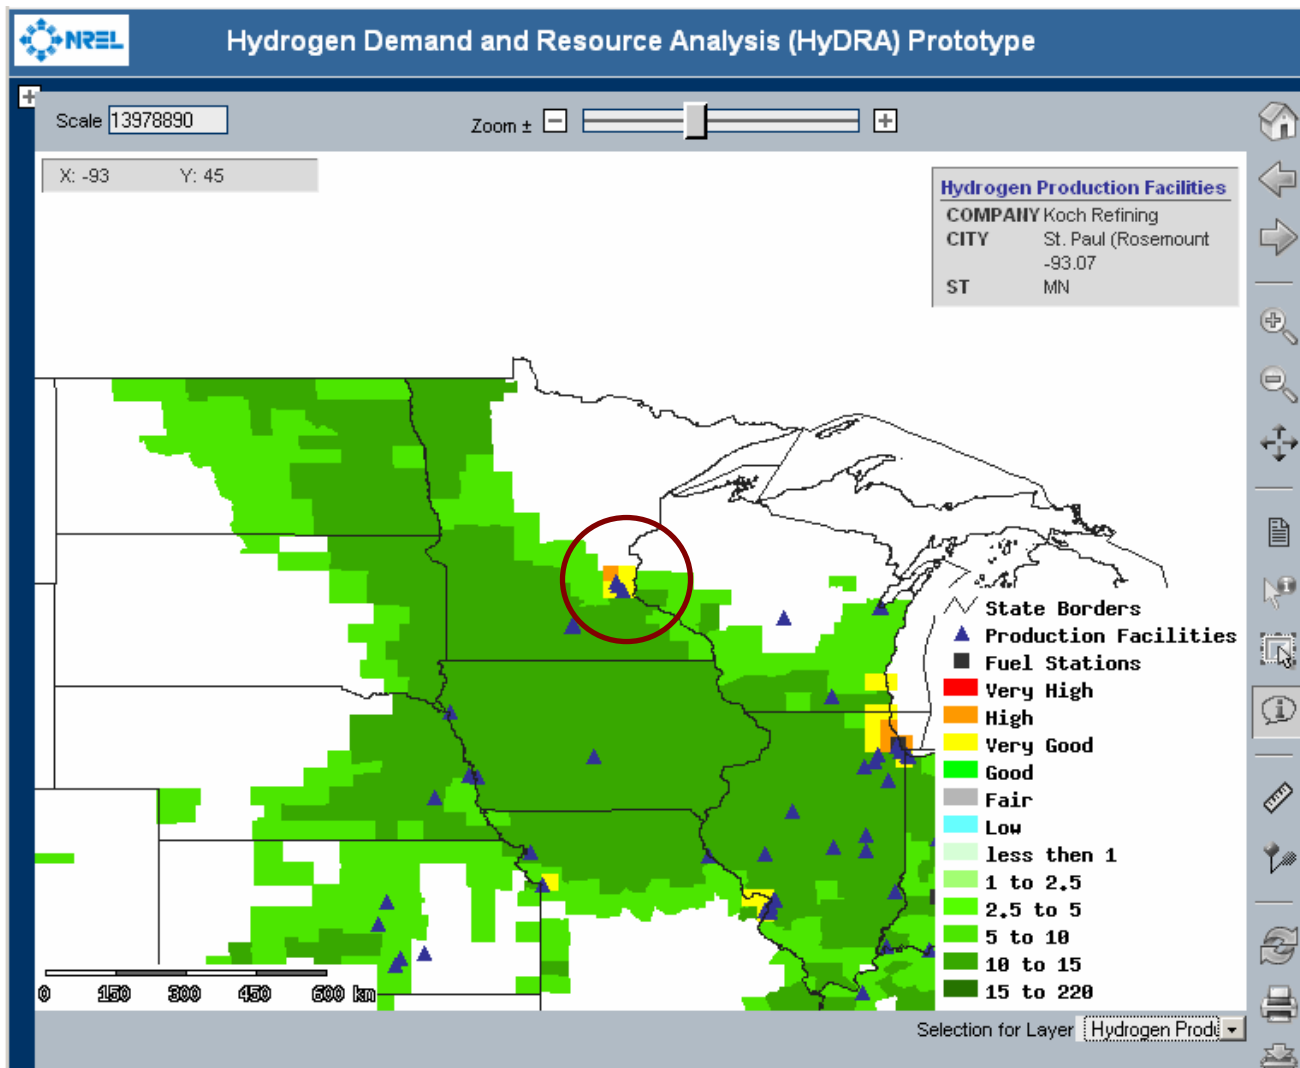 NREL
Hydrogen Demand and Resource Analysis (HyDRA) Prototype
Scale 13978890
Zoom ±
X: -93 Y: 45
Hydrogen Production Facilities
COMPANY Koch Refining
CITY St. Paul (Rosemount
-93.07
ST MN
State Borders
Production Facilities
Fuel Stations
Very High
High
Very Good
Good
Fair
Low
less then 1
1 to 2.5
2.5 to 5
5 to 10
10 to 15
15 to 220
0 150 300 450 600 km
Selection for Layer Hydrogen Produ